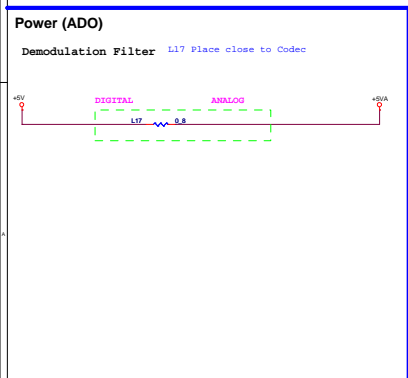 Power (ADO)
Demodulation Filter L17 Place close to Codec
+5V
DIGITAL ANALOG
+5VA
L17 0_8
A